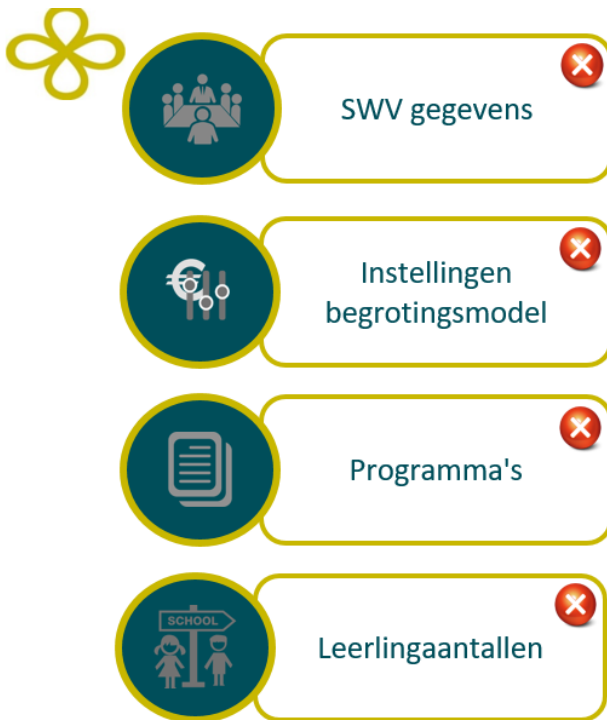 SWV gegevens
Instellingen
begrotingsmodel
Programma's
SCHOOL
Leerlingaantallen